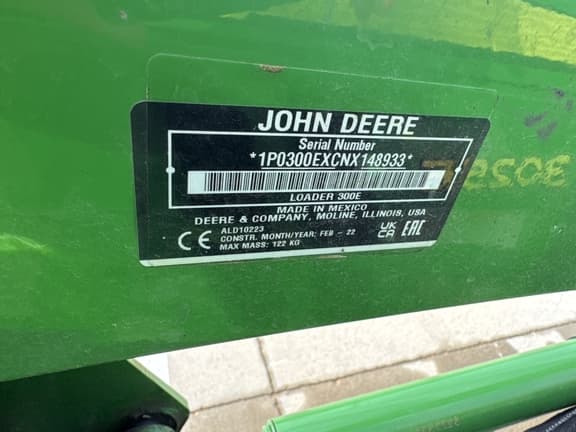 JOHN DEERE
Serial Number
*1P0300EXCNX148933*
LOADER 300E
MADE IN MEXICO
DEERE & COMPANY, MOLINE, ILLINOIS, USA
CE ALD10223
CONSTR. MONTH/YEAR: FEB - 22
MAX MASS: 122 KG
UK CA EAC